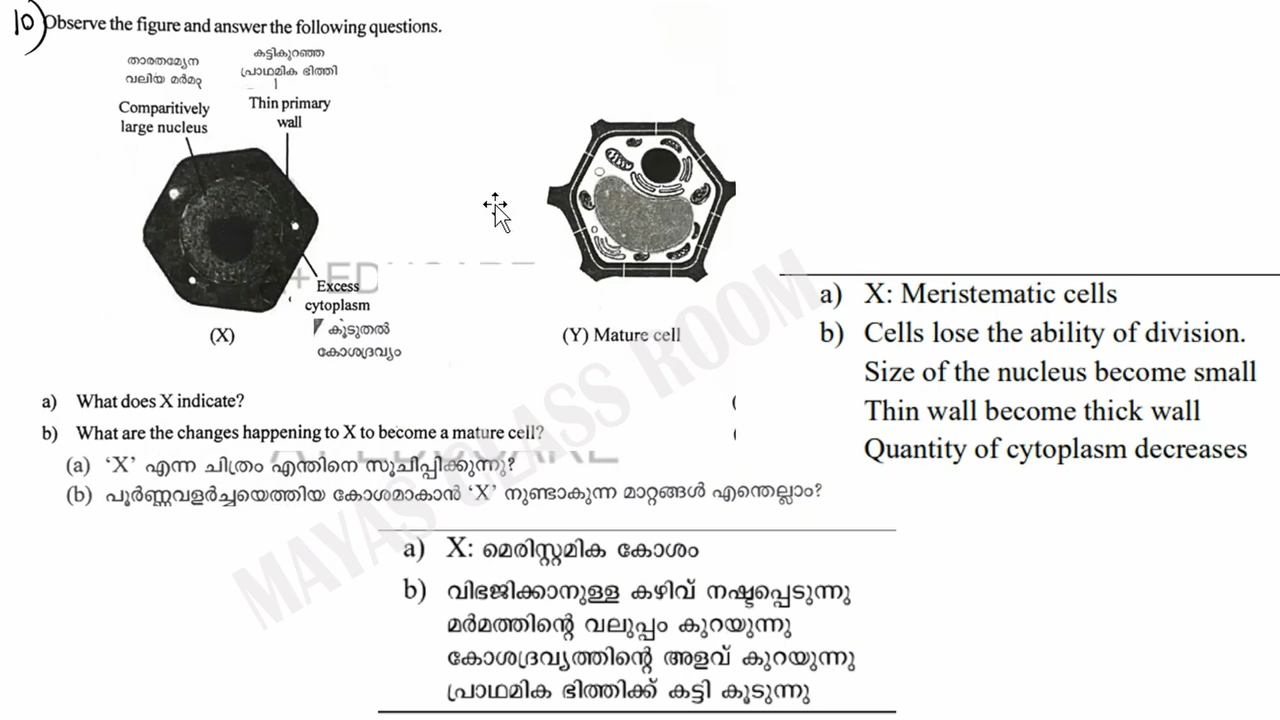 10) Observe the figure and answer the following questions.
താരതമ്യേന
വലിയ മർമം
Comparitively
large nucleus
കട്ടികുറഞ്ഞ
പ്രാഥമിക ഭിത്തി
Thin primary
wall
Excess
cytoplasm
കൂടുതൽ
കോശദ്രവ്യം
(X)
(Y) Mature cell
a) What does X indicate?
b) What are the changes happening to X to become a mature cell?
(a) ‘X’ എന്ന ചിത്രം എന്തിനെ സൂചിപ്പിക്കുന്നു?
(b) പൂർണ്ണവളർച്ചയെത്തിയ കോശമാകാൻ ‘X’ നുണ്ടാകുന്ന മാറ്റങ്ങൾ എന്തെല്ലാം?
a) X: Meristematic cells
b) Cells lose the ability of division.
Size of the nucleus become small
Thin wall become thick wall
Quantity of cytoplasm decreases
a) X: മെരിസ്റ്റമിക കോശം
b) വിഭജിക്കാനുള്ള കഴിവ് നഷ്ടപ്പെടുന്നു
മർമത്തിന്റെ വലുപ്പം കുറയുന്നു
കോശദ്രവ്യത്തിന്റെ അളവ് കുറയുന്നു
പ്രാഥമിക ഭിത്തിക്ക് കട്ടി കൂടുന്നു
MAYAS CLASS ROOM